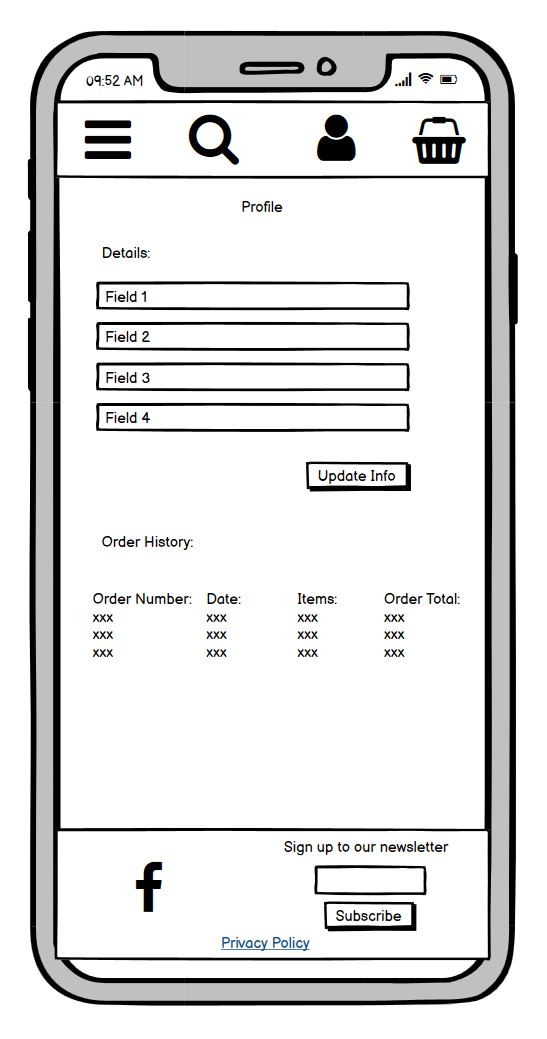 09:52 AM
Profile
Details:
Field 1
Field 2
Field 3
Field 4
Update Info
Order History:
Order Number: Date: Items: Order Total:
xxx xxx xxx xxx
xxx xxx xxx xxx
xxx xxx xxx xxx
Sign up to our newsletter
Subscribe
Privacy Policy